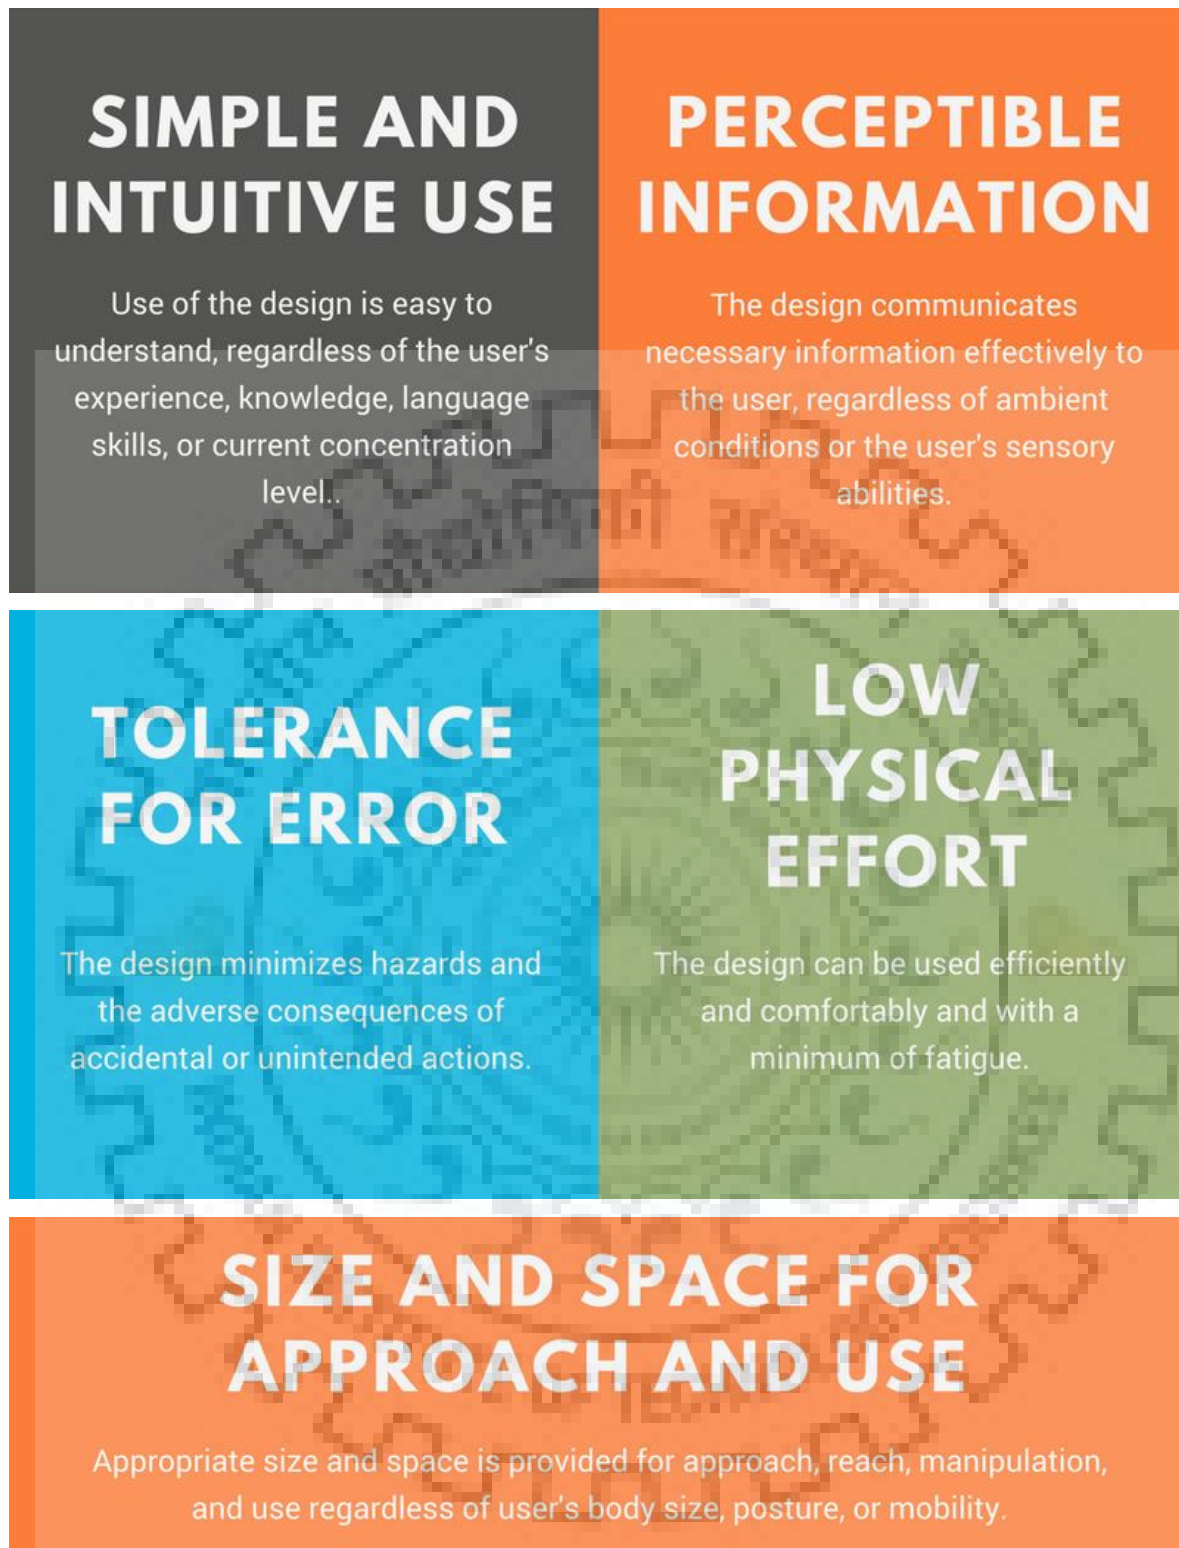 SIMPLE AND
INTUITIVE USE
Use of the design is easy to
understand, regardless of the user's
experience, knowledge, language
skills, or current concentration
level..
PERCEPTIBLE
INFORMATION
The design communicates
necessary information effectively to
the user, regardless of ambient
conditions or the user's sensory
abilities.
TOLERANCE
FOR ERROR
The design minimizes hazards and
the adverse consequences of
accidental or unintended actions.
LOW
PHYSICAL
EFFORT
The design can be used efficiently
and comfortably and with a
minimum of fatigue.
SIZE AND SPACE FOR
APPROACH AND USE
Appropriate size and space is provided for approach, reach, manipulation,
and use regardless of user's body size, posture, or mobility.